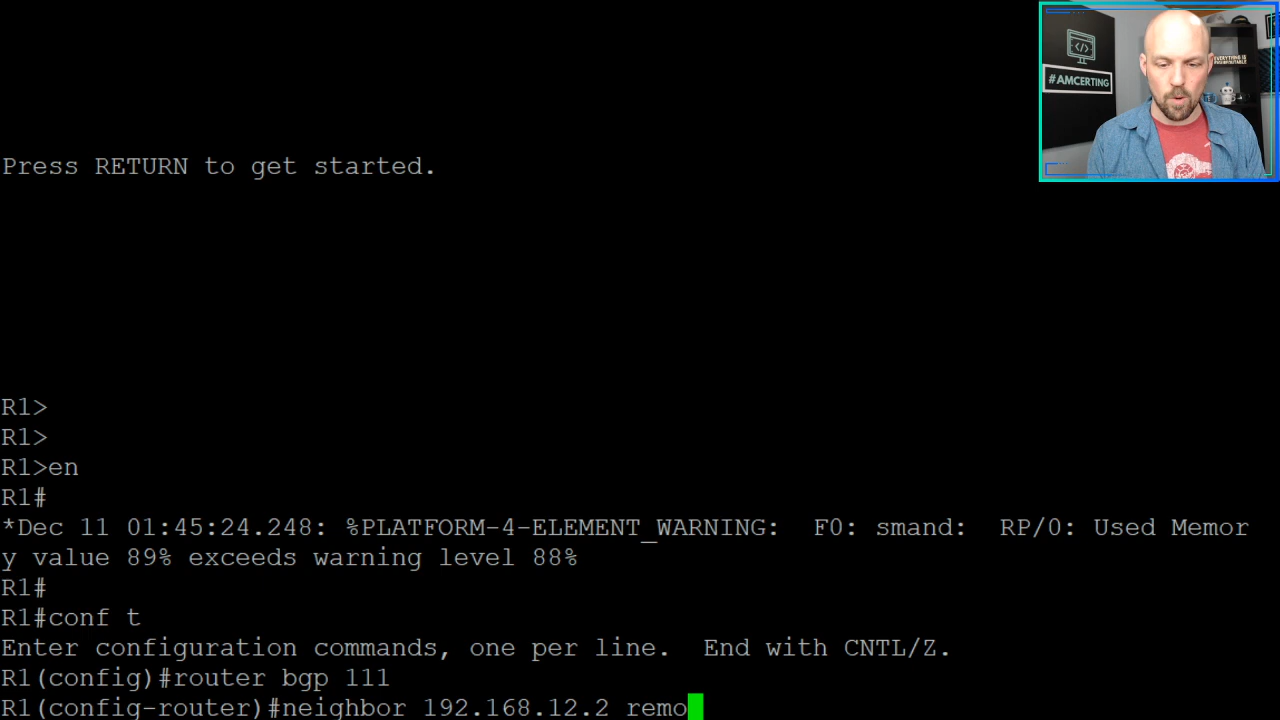 #AMCERTING
Press RETURN to get started.
R1>
R1>
R1>en
R1#
*Dec 11 01:45:24.248: %PLATFORM-4-ELEMENT_WARNING:  F0: smand:  RP/0: Used Memor
y value 89% exceeds warning level 88%
R1#
R1#conf t
Enter configuration commands, one per line.  End with CNTL/Z.
R1(config)#router bgp 111
R1(config-router)#neighbor 192.168.12.2 remo